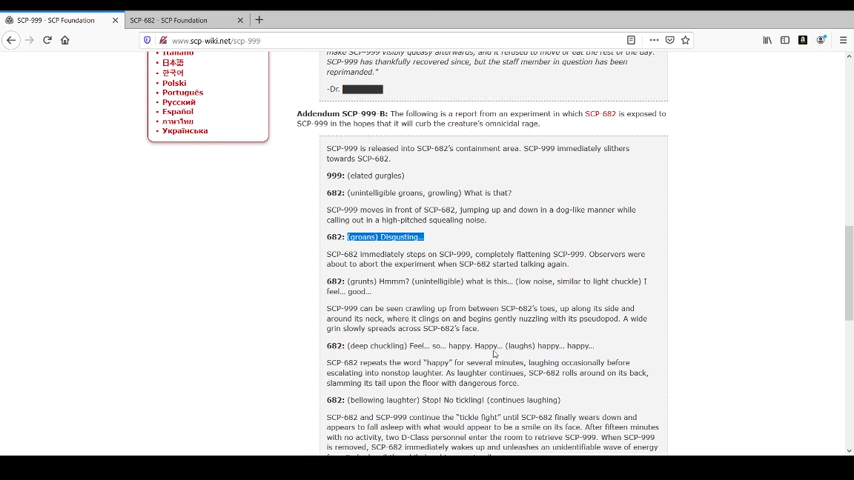 SCP-999 - SCP Foundation
SCP-682 - SCP Foundation
www.scp-wiki.net/scp-999
Italiano
日本語
한국어
Polski
Português
Русский
Español
ภาษาไทย
Українська
make SCP-999 visibly queasy afterwards, and it refused to move or eat the rest of the day.
SCP-999 has thankfully recovered since, but the staff member in question has been
reprimanded."
-Dr.
Addendum SCP-999-B: The following is a report from an experiment in which SCP-682 is exposed to
SCP-999 in the hopes that it will curb the creature's omnicidal rage.
SCP-999 is released into SCP-682's containment area. SCP-999 immediately slithers
towards SCP-682.
999: (elated gurgles)
682: (unintelligible groans, growling) What is that?
SCP-999 moves in front of SCP-682, jumping up and down in a dog-like manner while
calling out in a high-pitched squealing noise.
682: (groans) Disgusting…
SCP-682 immediately steps on SCP-999, completely flattening SCP-999. Observers were
about to abort the experiment when SCP-682 started talking again.
682: (grunts) Hmmm? (unintelligible) what is this… (low noise, similar to light chuckle) I
feel… good…
SCP-999 can be seen crawling up from between SCP-682's toes, up along its side and
around its neck, where it clings on and begins gently nuzzling with its pseudopod. A wide
grin slowly spreads across SCP-682's face.
682: (deep chuckling) Feel… so… happy. Happy… (laughs) happy… happy…
SCP-682 repeats the word "happy" for several minutes, laughing occasionally before
escalating into nonstop laughter. As laughter continues, SCP-682 rolls around on its back,
slamming its tail upon the floor with dangerous force.
682: (bellowing laughter) Stop! No tickling! (continues laughing)
SCP-682 and SCP-999 continue the "tickle fight" until SCP-682 finally wears down and
appears to fall asleep with what would appear to be a smile on its face. After fifteen minutes
with no activity, two D-Class personnel enter the room to retrieve SCP-999. When SCP-999
is removed, SCP-682 immediately wakes up and unleashes an unidentifiable wave of energy